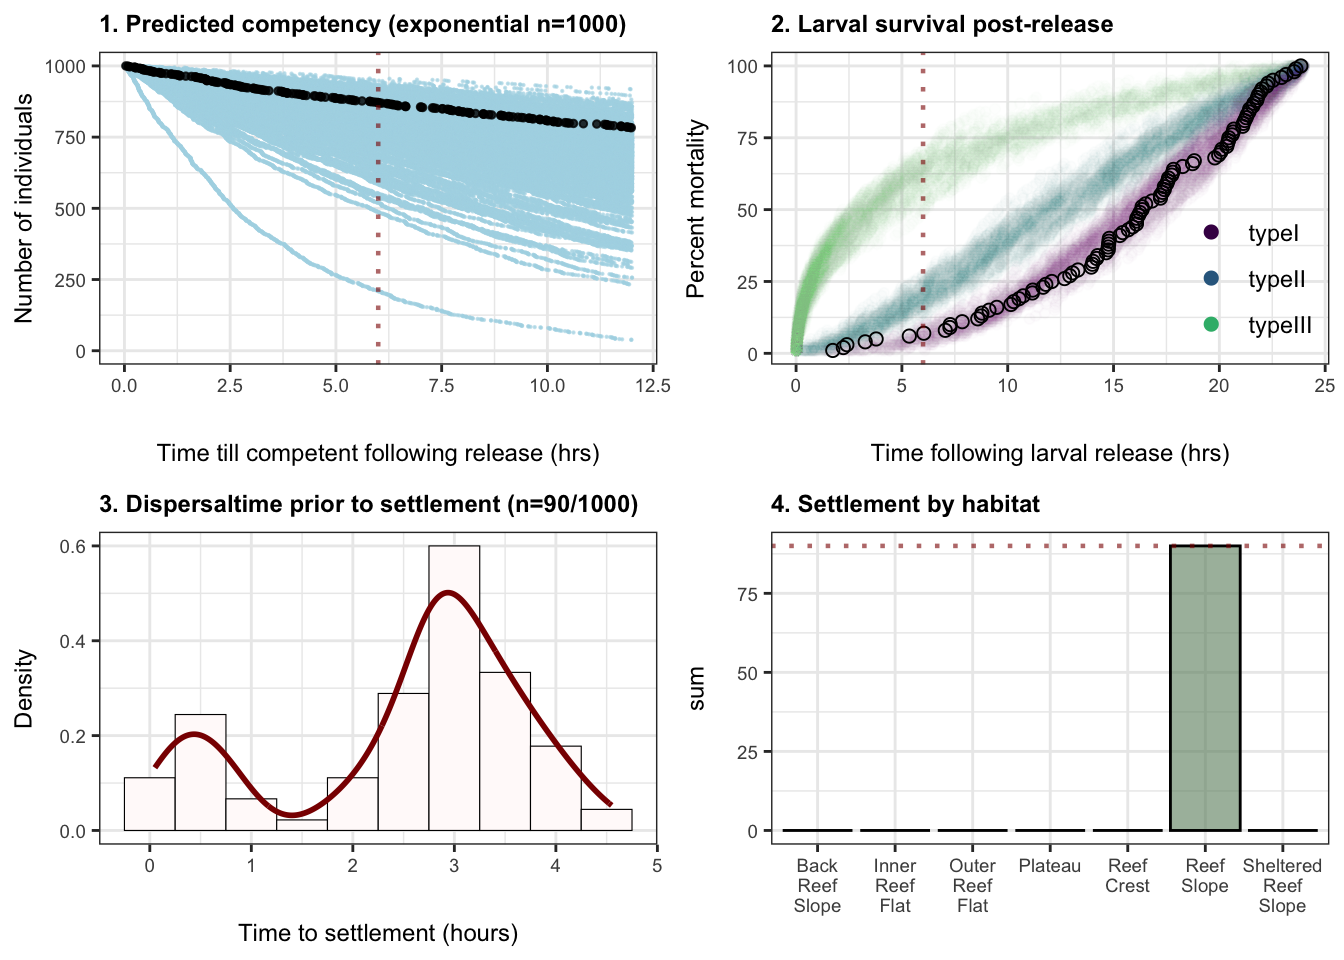 1. Predicted competency (exponential n=1000)
Number of individuals
1000
750
500
250
0
0.0 2.5 5.0 7.5 10.0 12.5
Time till competent following release (hrs)
2. Larval survival post-release
Percent mortality
100
75
50
25
0
typeI
typeII
typeIII
0 5 10 15 20 25
Time following larval release (hrs)
3. Dispersaltime prior to settlement (n=90/1000)
Density
0.6
0.4
0.2
0.0
0 1 2 3 4 5
Time to settlement (hours)
4. Settlement by habitat
sum
75
50
25
0
Back Inner Outer Plateau Reef Reef Sheltered
Reef Reef Reef Crest Slope Reef
Slope Flat Flat Slope